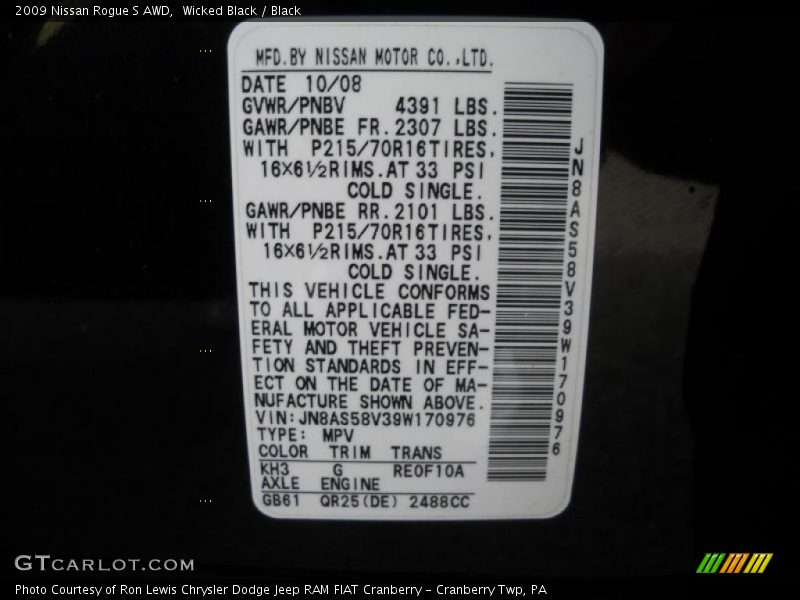 2009 Nissan Rogue S AWD,  Wicked Black / Black
MFD.BY NISSAN MOTOR CO.,LTD.
DATE 10/08
GVWR/PNBV 4391 LBS.
GAWR/PNBE FR.2307 LBS.
WITH P215/70R16TIRES,
16×6½RIMS.AT 33 PSI
COLD SINGLE.
GAWR/PNBE RR.2101 LBS.
WITH P215/70R16TIRES,
16×6½RIMS.AT 33 PSI
COLD SINGLE.
THIS VEHICLE CONFORMS
TO ALL APPLICABLE FED-
ERAL MOTOR VEHICLE SA-
FETY AND THEFT PREVEN-
TION STANDARDS IN EFF-
ECT ON THE DATE OF MA-
NUFACTURE SHOWN ABOVE.
VIN:JN8AS58V39W170976
TYPE: MPV
COLOR TRIM TRANS
KH3 G RE0F10A
AXLE ENGINE
GB61 QR25(DE) 2488CC
JN8AS58V39W170976
GTCARLOT.COM
Photo Courtesy of Ron Lewis Chrysler Dodge Jeep RAM FIAT Cranberry – Cranberry Twp, PA